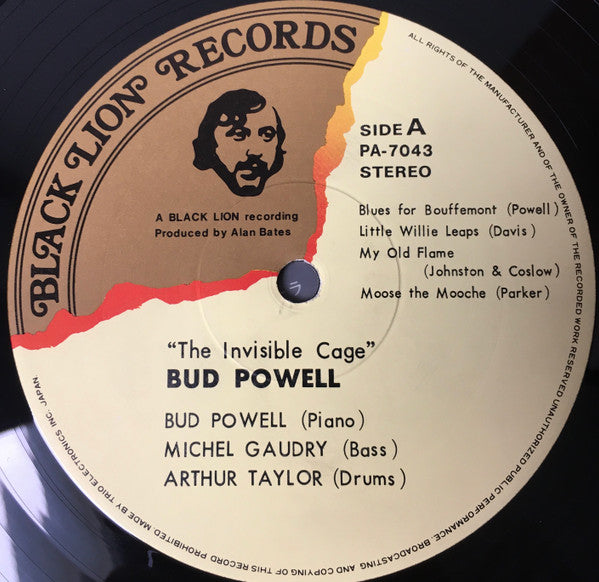 BLACK LION RECORDS
A BLACK LION recording
Produced by Alan Bates
SIDE A
PA-7043
STEREO
Blues for Bouffemont (Powell)
Little Willie Leaps (Davis)
My Old Flame
(Johnston & Coslow)
Moose the Mooche (Parker)
"The Invisible Cage"
BUD POWELL
BUD POWELL (Piano)
MICHEL GAUDRY (Bass)
ARTHUR TAYLOR (Drums)
ALL RIGHTS OF THE MANUFACTURER AND OF THE OWNER OF THE RECORDED WORK RESERVED UNAUTHORIZED PUBLIC PERFORMANCE, BROADCASTING AND COPYING OF THIS RECORD PROHIBITED MADE BY TRIO ELECTRONICS INC. JAPAN.